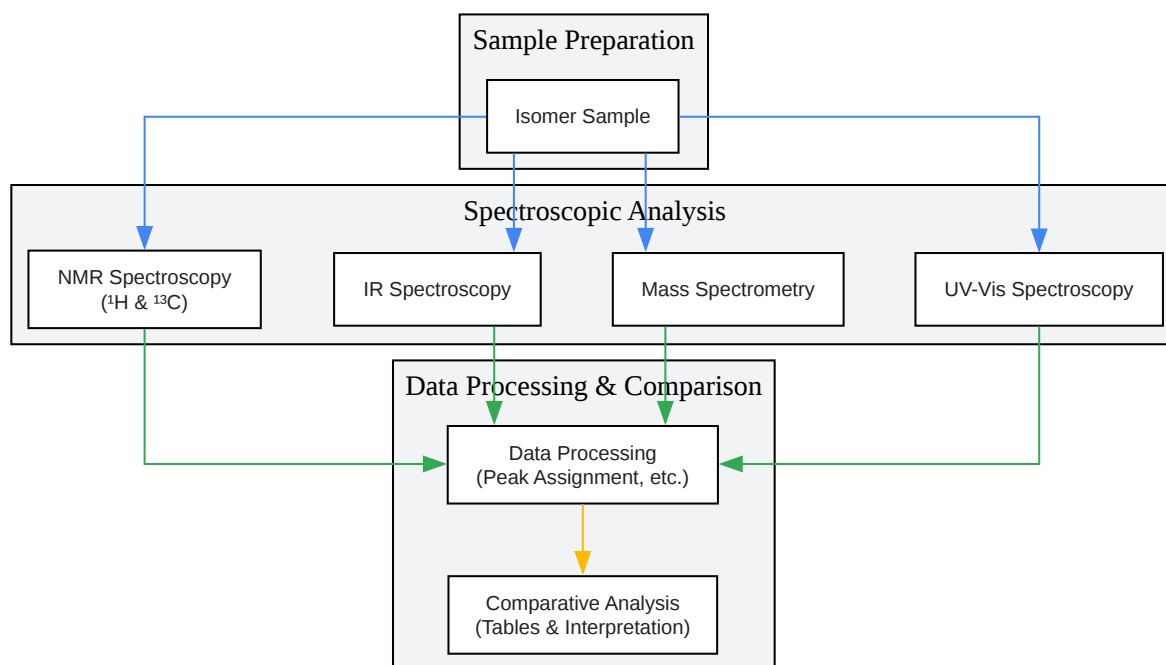 Sample Preparation
Isomer Sample
Spectroscopic Analysis
NMR Spectroscopy
(¹H & ¹³C)
IR Spectroscopy
Mass Spectrometry
UV-Vis Spectroscopy
Data Processing & Comparison
Data Processing
(Peak Assignment, etc.)
Comparative Analysis
(Tables & Interpretation)